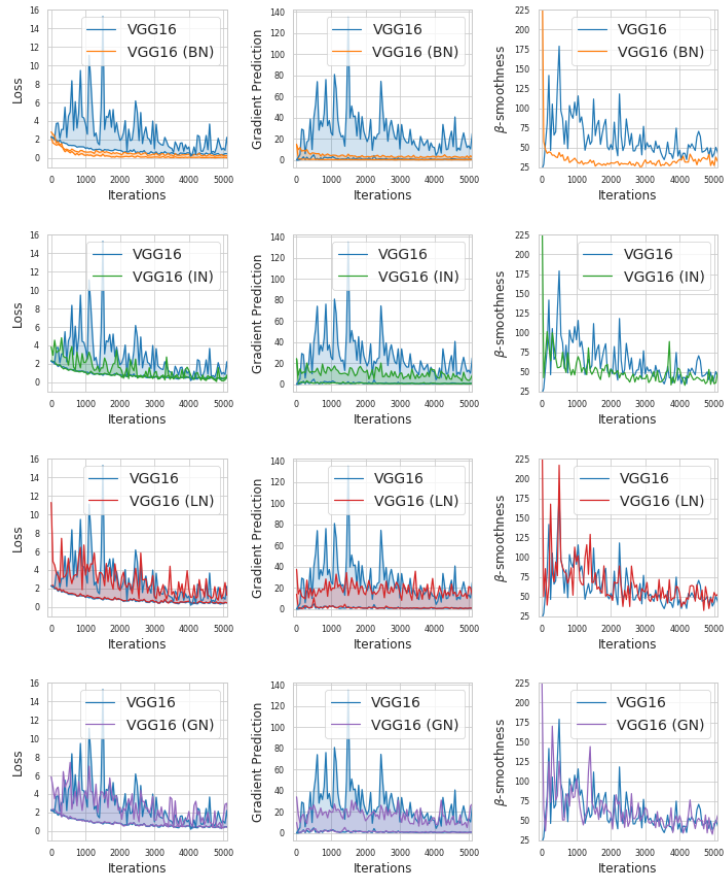 16
14
12
10
8
6
4
2
0
Loss
VGG16
VGG16 (BN)
0 1000 2000 3000 4000 5000
Iterations
140
120
100
80
60
40
20
0
Gradient Prediction
VGG16
VGG16 (BN)
0 1000 2000 3000 4000 5000
Iterations
225
200
175
150
125
100
75
50
25
β-smoothness
VGG16
VGG16 (BN)
0 1000 2000 3000 4000 5000
Iterations
16
14
12
10
8
6
4
2
0
Loss
VGG16
VGG16 (IN)
0 1000 2000 3000 4000 5000
Iterations
140
120
100
80
60
40
20
0
Gradient Prediction
VGG16
VGG16 (IN)
0 1000 2000 3000 4000 5000
Iterations
225
200
175
150
125
100
75
50
25
β-smoothness
VGG16
VGG16 (IN)
0 1000 2000 3000 4000 5000
Iterations
16
14
12
10
8
6
4
2
0
Loss
VGG16
VGG16 (LN)
0 1000 2000 3000 4000 5000
Iterations
140
120
100
80
60
40
20
0
Gradient Prediction
VGG16
VGG16 (LN)
0 1000 2000 3000 4000 5000
Iterations
225
200
175
150
125
100
75
50
25
β-smoothness
VGG16
VGG16 (LN)
0 1000 2000 3000 4000 5000
Iterations
16
14
12
10
8
6
4
2
0
Loss
VGG16
VGG16 (GN)
0 1000 2000 3000 4000 5000
Iterations
140
120
100
80
60
40
20
0
Gradient Prediction
VGG16
VGG16 (GN)
0 1000 2000 3000 4000 5000
Iterations
225
200
175
150
125
100
75
50
25
β-smoothness
VGG16
VGG16 (GN)
0 1000 2000 3000 4000 5000
Iterations